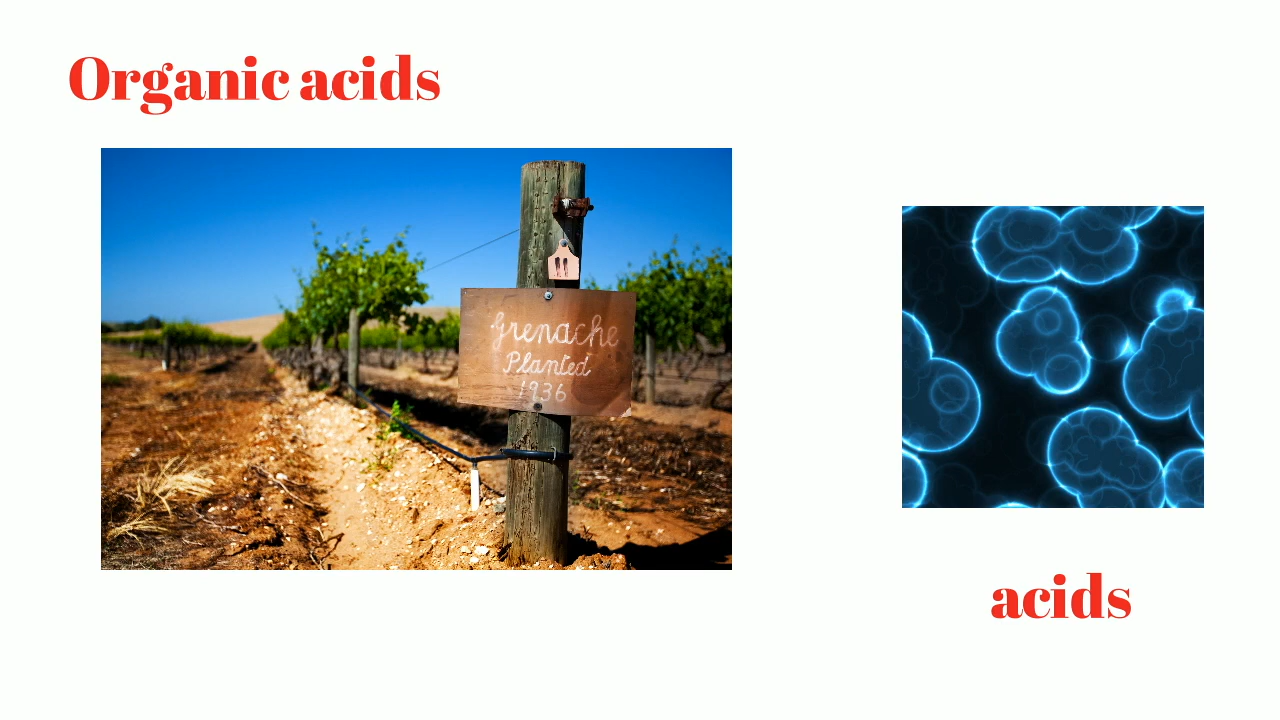 Organic acids
Grenache
Planted
1936
acids